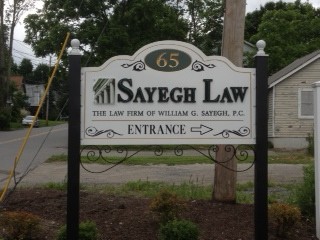 65
SAYEGH LAW
THE LAW FIRM OF WILLIAM G. SAYEGH, P.C.
ENTRANCE